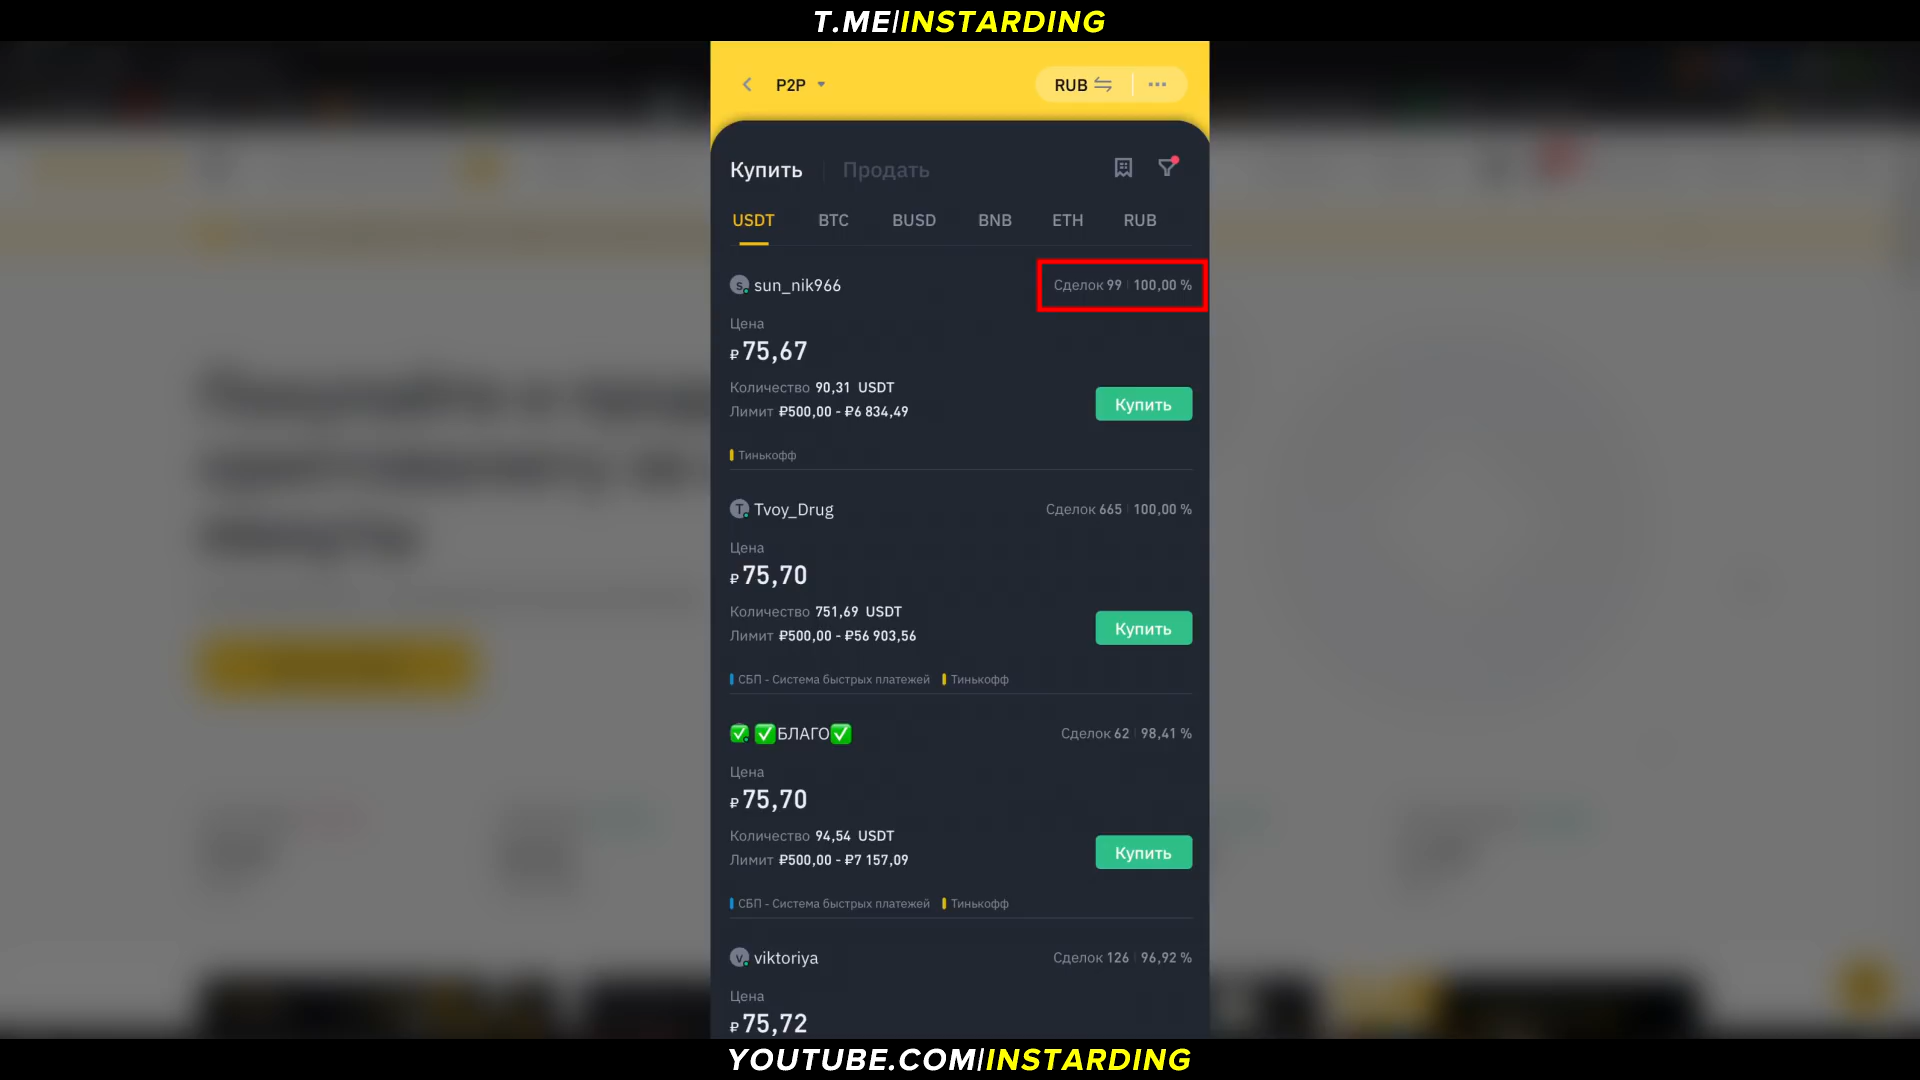 T.ME/INSTARDING
P2P
RUB
Купить
Продать
USDT
BTC
BUSD
BNB
ETH
RUB
s sun_nik966
Сделок 99 | 100,00 %
Цена
₽ 75,67
Количество 90,31 USDT
Лимит ₽500,00 - ₽6 834,49
Купить
Тинькофф
T Tvoy_Drug
Сделок 665 | 100,00 %
Цена
₽ 75,70
Количество 751,69 USDT
Лимит ₽500,00 - ₽56 903,56
Купить
СБП - Система быстрых платежей
Тинькофф
✅ ✅БЛАГО✅
Сделок 62 | 98,41 %
Цена
₽ 75,70
Количество 94,54 USDT
Лимит ₽500,00 - ₽7 157,09
Купить
СБП - Система быстрых платежей
Тинькофф
v viktoriya
Сделок 126 | 96,92 %
Цена
₽ 75,72
YOUTUBE.COM/INSTARDING